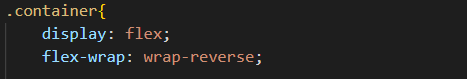 .container{
    display: flex;
    flex-wrap: wrap-reverse;